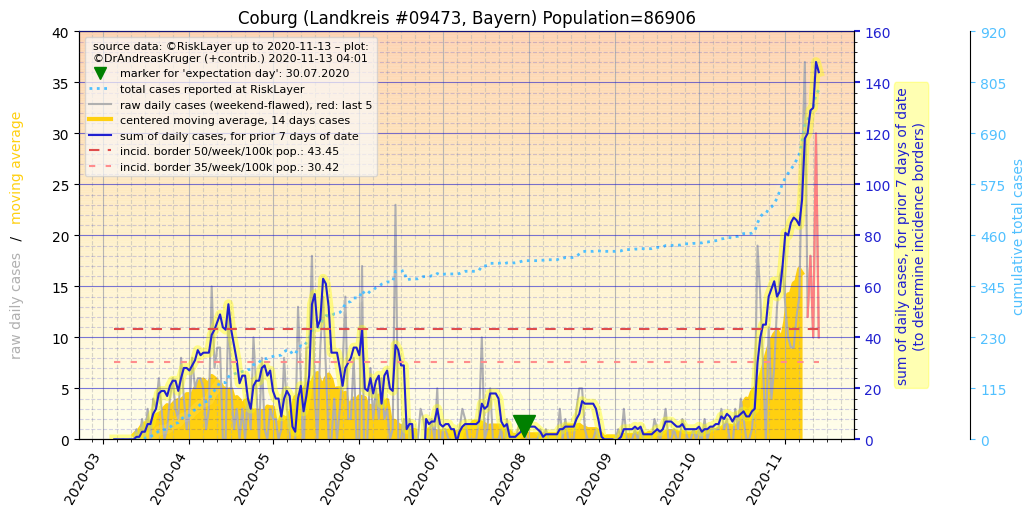 Coburg (Landkreis #09473, Bayern) Population=86906
source data: ©RiskLayer up to 2020-11-13 – plot:
©DrAndreasKruger (+contrib.) 2020-11-13 04:01
marker for 'expectation day': 30.07.2020
total cases reported at RiskLayer
raw daily cases (weekend-flawed), red: last 5
centered moving average, 14 days cases
sum of daily cases, for prior 7 days of date
incid. border 50/week/100k pop.: 43.45
incid. border 35/week/100k pop.: 30.42
raw daily cases / moving average
40
35
30
25
20
15
10
5
0
160
140
120
100
80
60
40
20
0
sum of daily cases, for prior 7 days of date
(to determine incidence borders)
920
805
690
575
460
345
230
115
0
cumulative total cases
2020-03
2020-04
2020-05
2020-06
2020-07
2020-08
2020-09
2020-10
2020-11